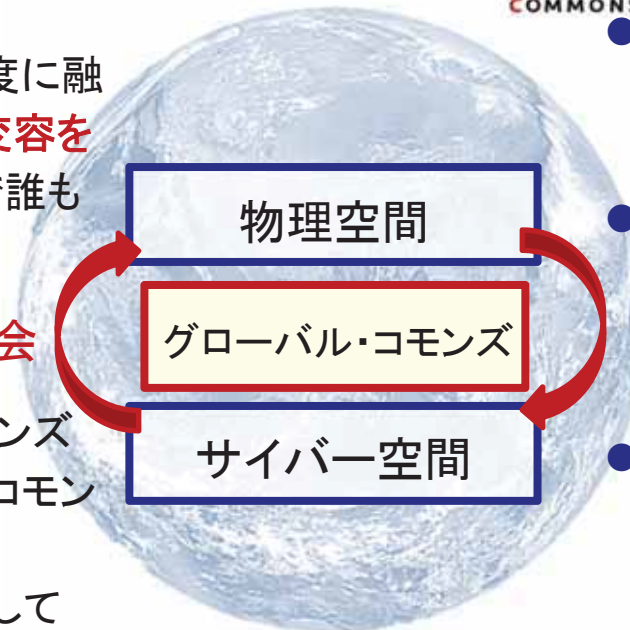 COMMONS
度に融
変容を
誰も
会
ンズ
コモン
して
物理空間
グローバル・コモンズ
サイバー空間